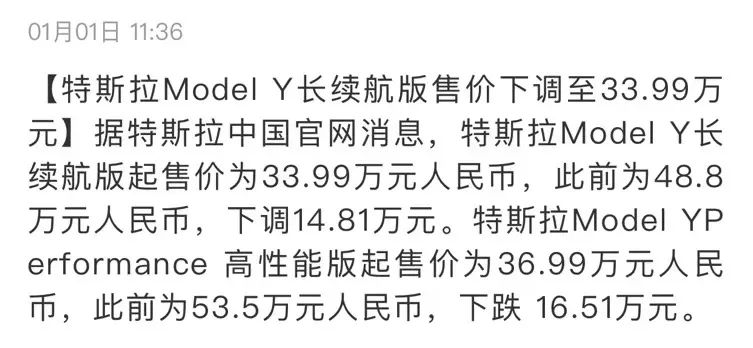 01月01日 11:36
【特斯拉Model Y长续航版售价下调至33.99万
元】据特斯拉中国官网消息，特斯拉Model Y长
续航版起售价为33.99万元人民币，此前为48.8
万元人民币，下调14.81万元。特斯拉Model YP
erformance 高性能版起售价为36.99万元人民
币，此前为53.5万元人民币，下跌 16.51万元。